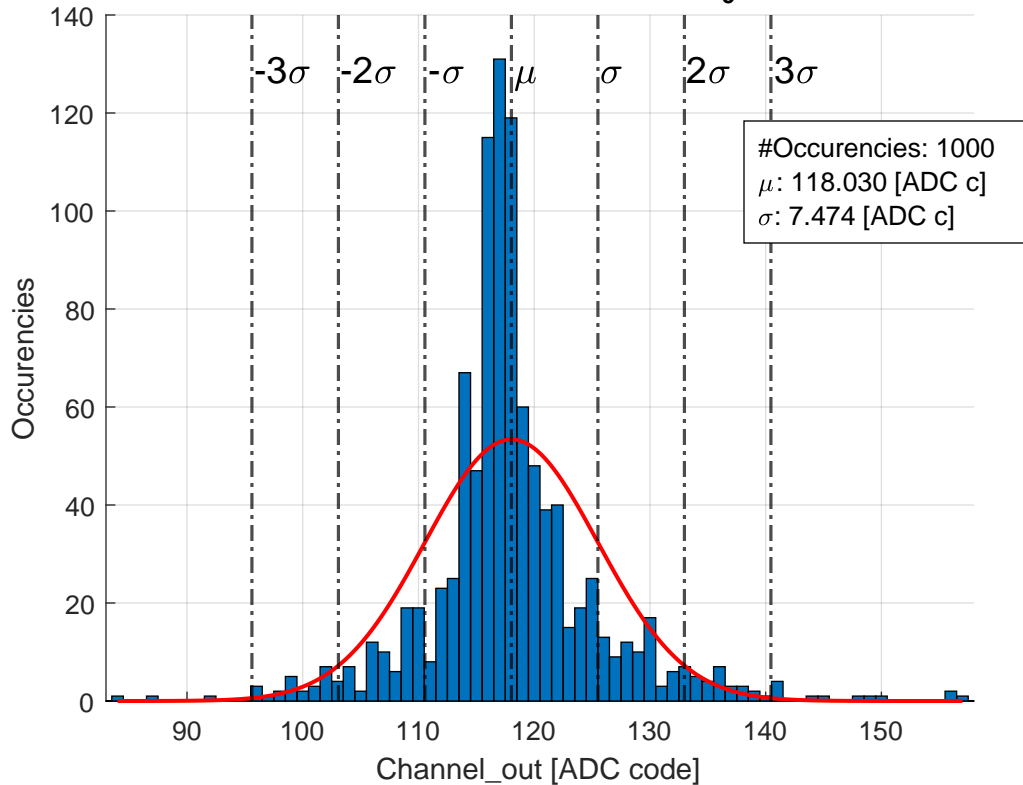 140
120
100
80
60
40
20
0
-3σ
-2σ
-σ
μ
σ
2σ
3σ
#Occurencies: 1000
μ: 118.030 [ADC c]
σ: 7.474 [ADC c]
Occurencies
90
100
110
120
130
140
150
Channel_out [ADC code]